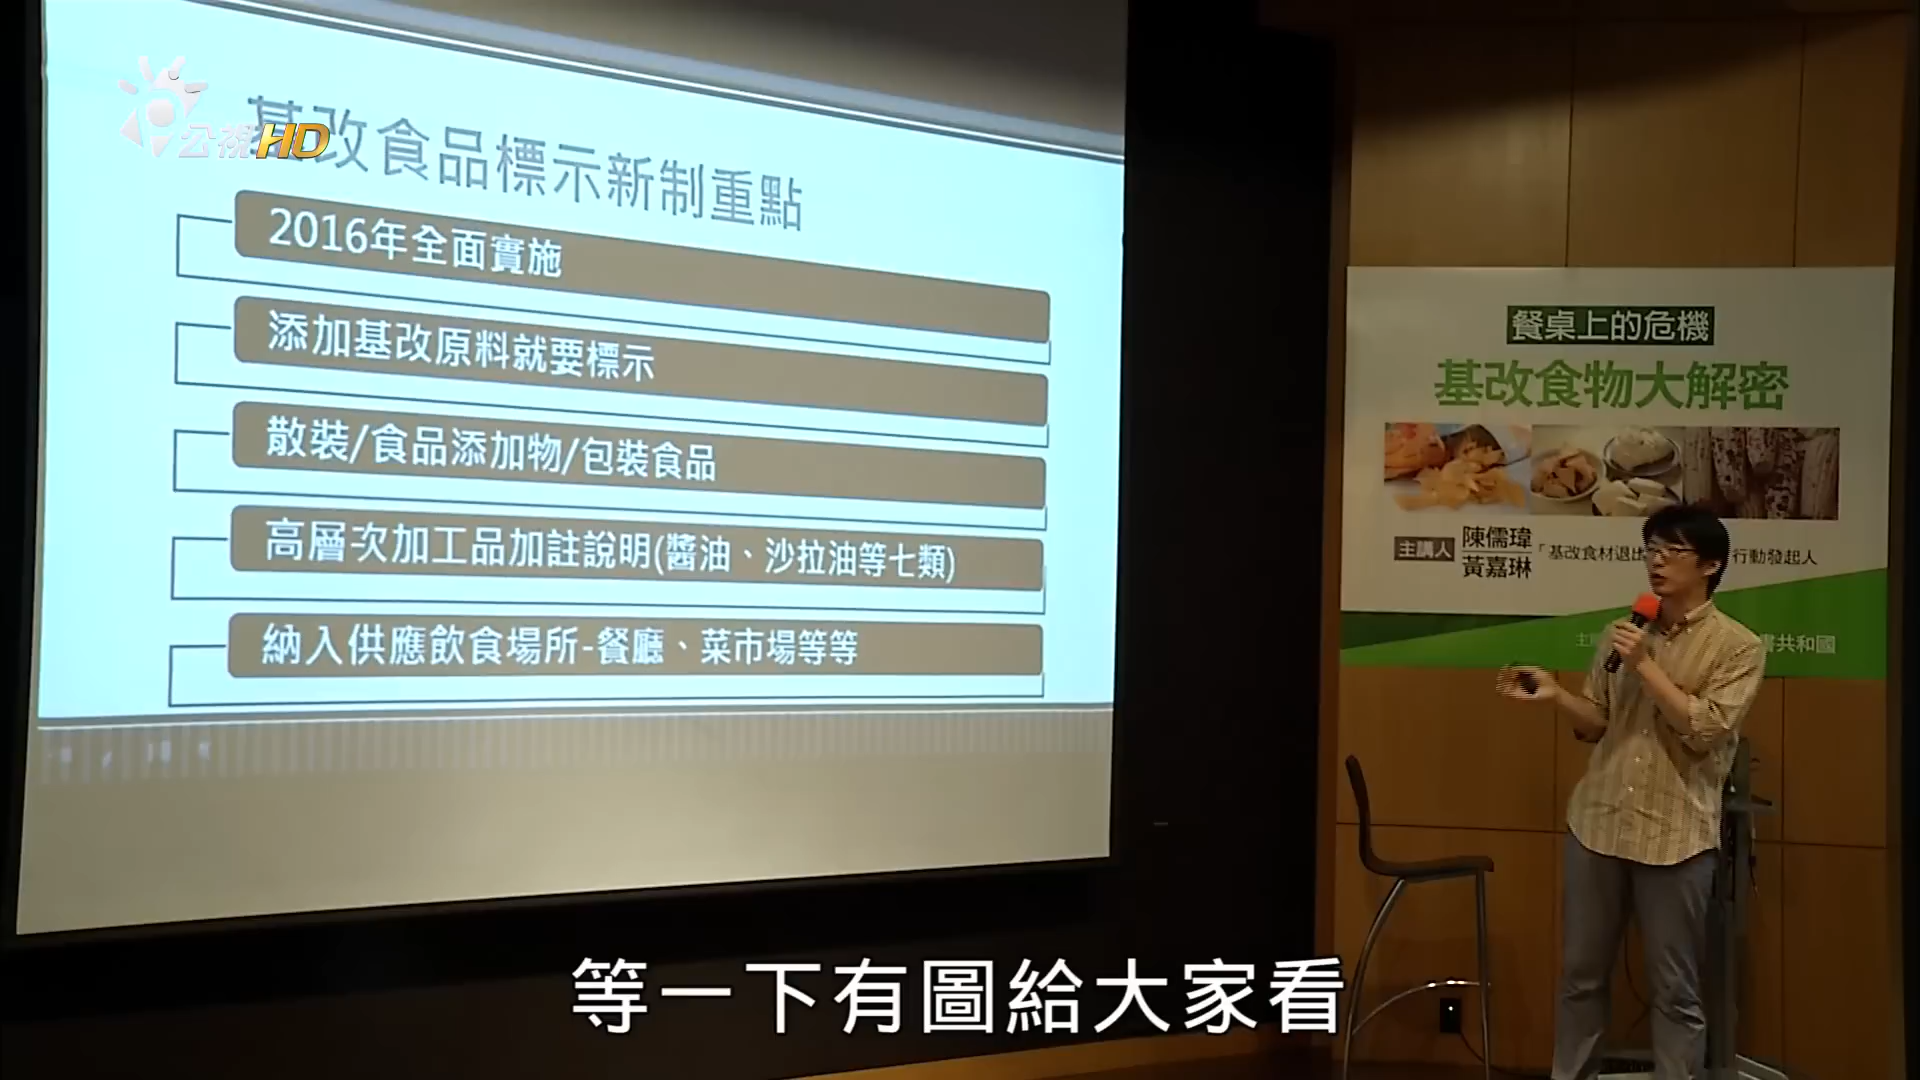 公視HD
基改食品標示新制重點
2016年全面實施
添加基改原料就要標示
散裝/食品添加物/包裝食品
高層次加工品加註說明(醬油、沙拉油等七類)
納入供應飲食場所-餐廳、菜市場等等
餐桌上的危機
基改食物大解密
主講人 陳儒瑋
黃嘉琳
「基改食材退出 行動發起人
共和國
等一下有圖給大家看